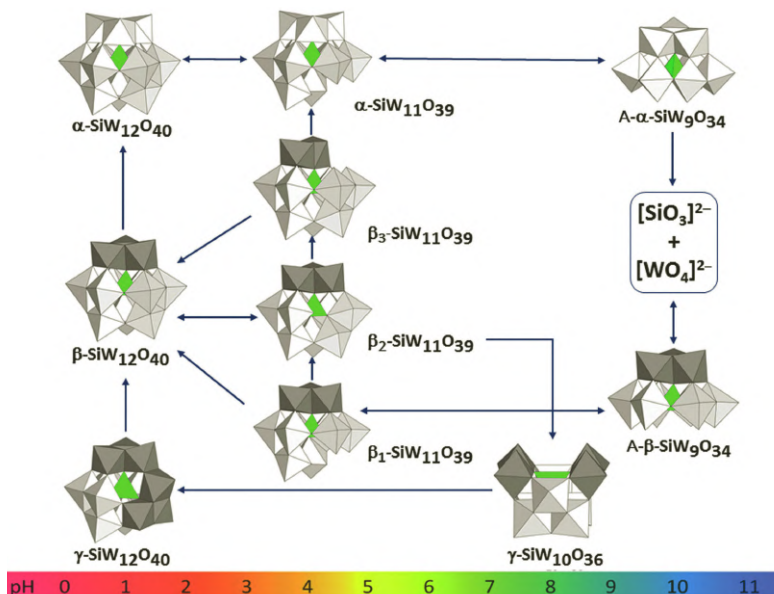 α-SiW12O40
α-SiW11O39
A-α-SiW9O34
[SiO3]2−
+
[WO4]2−
β3-SiW11O39
β-SiW12O40
β2-SiW11O39
A-β-SiW9O34
β1-SiW11O39
γ-SiW12O40
γ-SiW10O36
pH 0 1 2 3 4 5 6 7 8 9 10 11